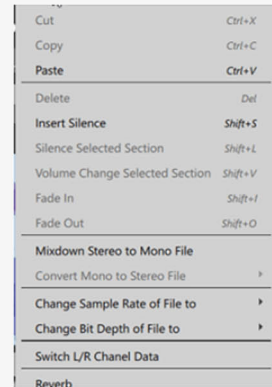 Cut Ctrl+X
Copy Ctrl+C
Paste Ctrl+V
Delete Del
Insert Silence Shift+S
Silence Selected Section Shift+L
Volume Change Selected Section Shift+V
Fade In Shift+I
Fade Out Shift+O
Mixdown Stereo to Mono File
Convert Mono to Stereo File
Change Sample Rate of File to
Change Bit Depth of File to
Switch L/R Chanel Data
Reverb